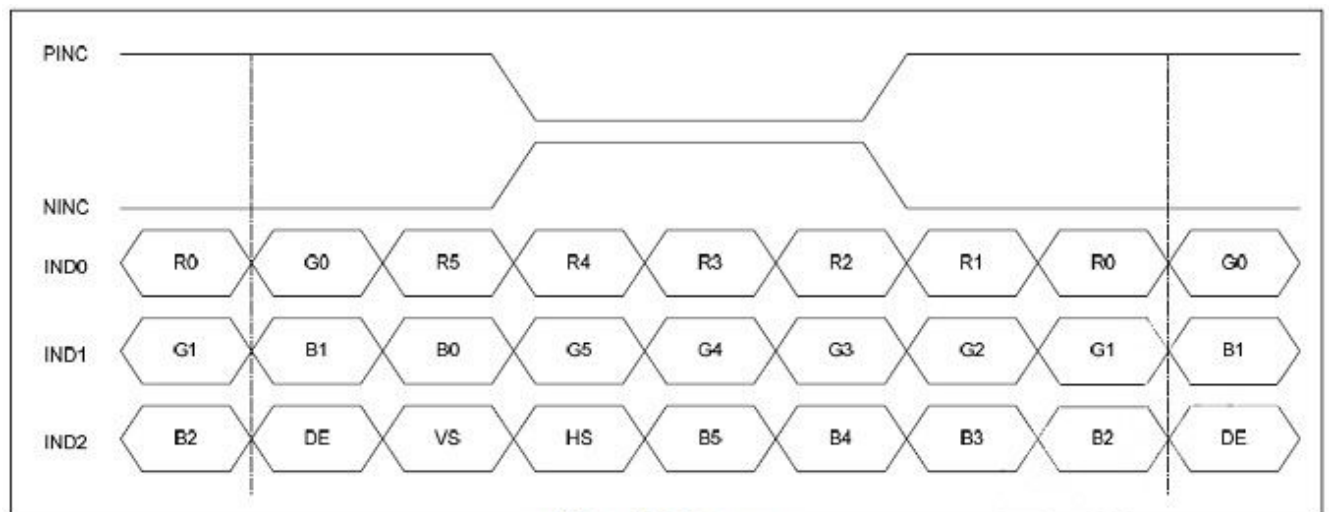 PINC
NINC
IND0 R0 G0 R5 R4 R3 R2 R1 R0 G0
IND1 G1 B1 B0 G5 G4 G3 G2 G1 B1
IND2 B2 DE VS HS B5 B4 B3 B2 DE